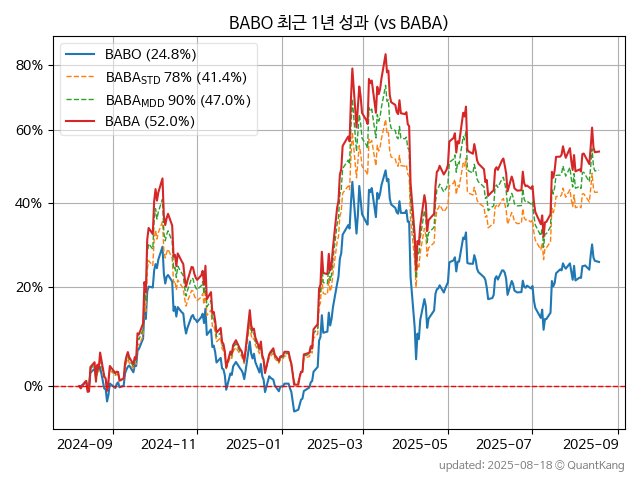 BABO 최근 1년 성과 (vs BABA)
BABO (24.8%)
BABA_STD 78% (41.4%)
BABA_MDD 90% (47.0%)
BABA (52.0%)
80%
60%
40%
20%
0%
2024-09 2024-11 2025-01 2025-03 2025-05 2025-07 2025-09
updated: 2025-08-18 © QuantKang